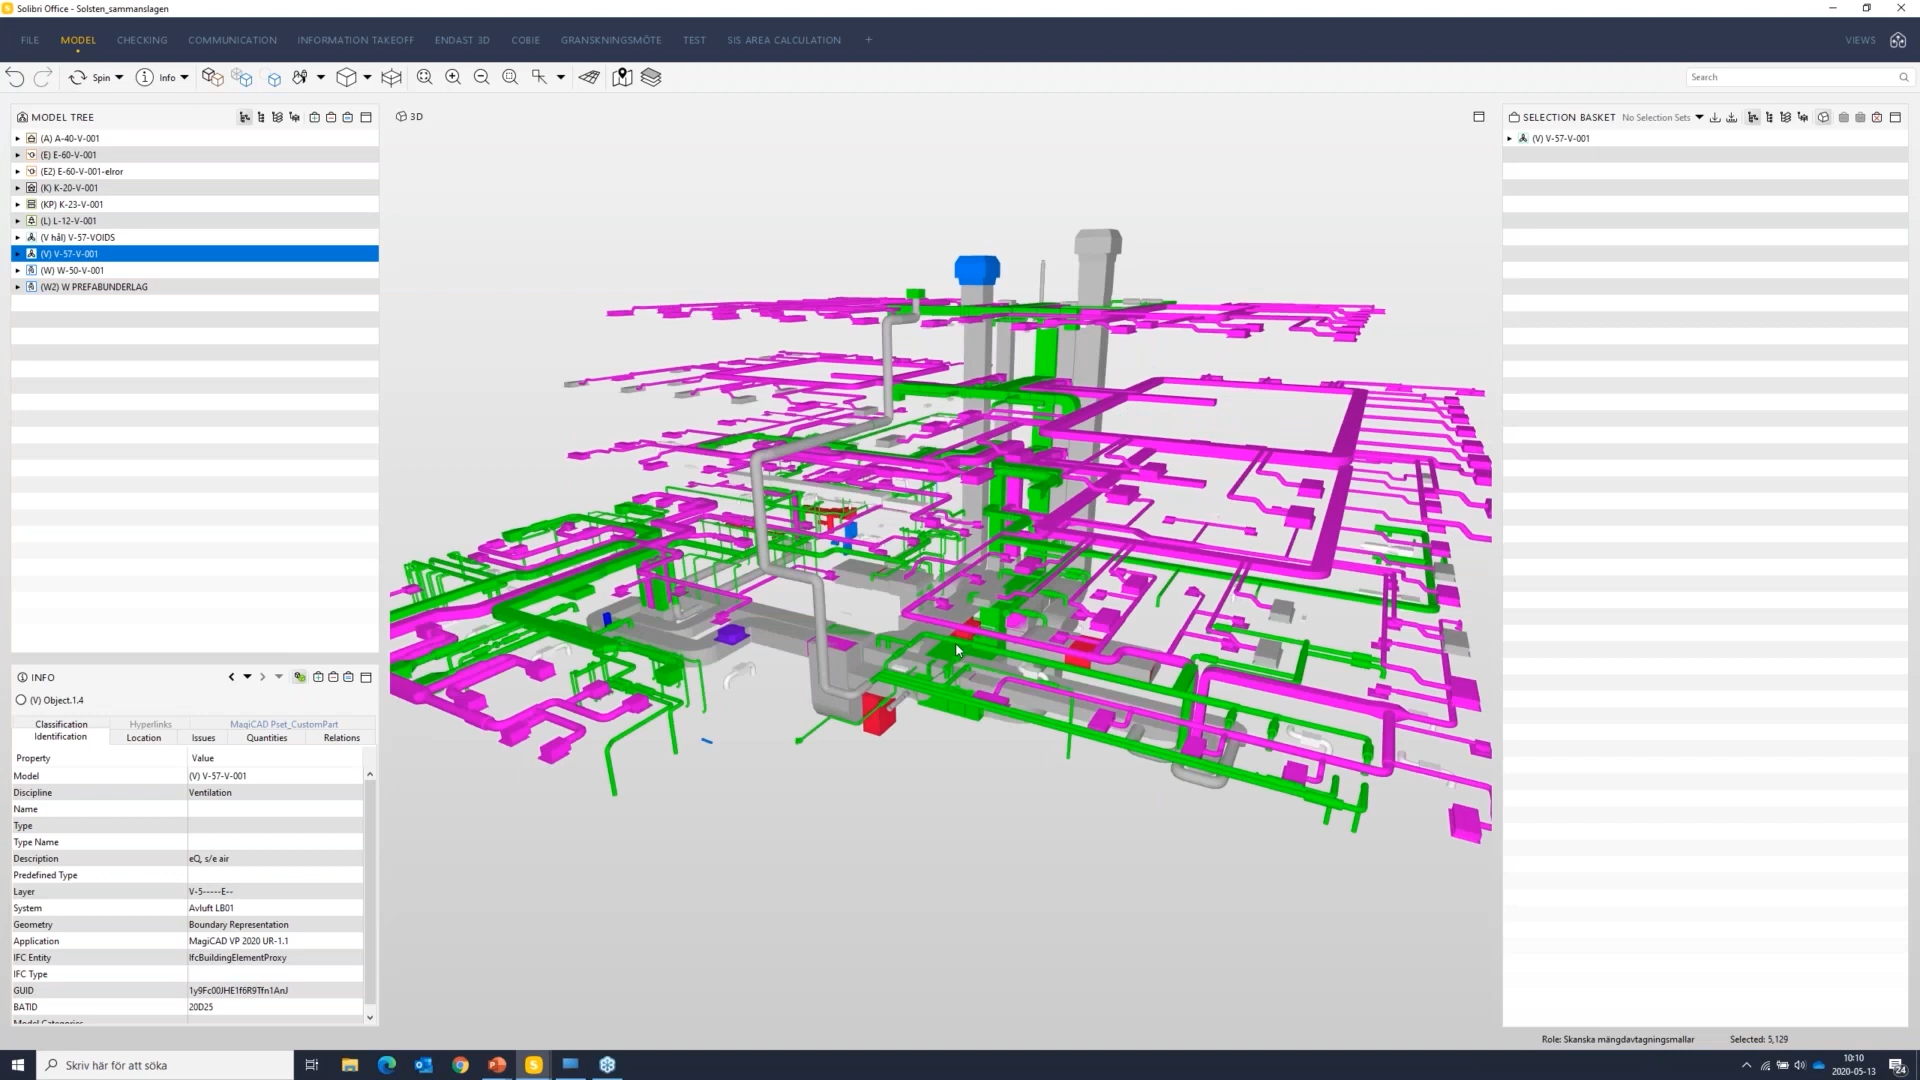 Solibri Office - Solsten_sammanslagen
FILE MODEL CHECKING COMMUNICATION INFORMATION TAKEOFF ENDAST 3D COBIE GRANSKNINGSMÖTE TEST SIS AREA CALCULATION + VIEWS
Spin Info Search
MODEL TREE
(A) A-40-V-001
(E) E-60-V-001
(E2) E-60-V-001-elror
(K) K-20-V-001
(KP) K-23-V-001
(L) L-12-V-001
(V hål) V-57-VOIDS
(V) V-57-V-001
(W) W-50-V-001
(W2) W PREFABUNDERLAG
3D
SELECTION BASKET No Selection Sets
(V) V-57-V-001
INFO
(V) Object.1.4
Classification Hyperlinks MagiCAD Pset_CustomPart
Identification Location Issues Quantities Relations
Property Value
Model (V) V-57-V-001
Discipline Ventilation
Name
Type
Type Name
Description eQ, s/e air
Predefined Type
Layer V-5-----E--
System Avluft LB01
Geometry Boundary Representation
Application MagiCAD VP 2020 UR-1.1
IFC Entity IfcBuildingElementProxy
IFC Type
GUID 1y9Fc00JHE1f6R9Tfn1AnJ
BATID 20D25
Model Categories
Role: Skanska mängdavtagningsmallar Selected: 5,129
Skriv här för att söka
10:10
2020-05-13
24